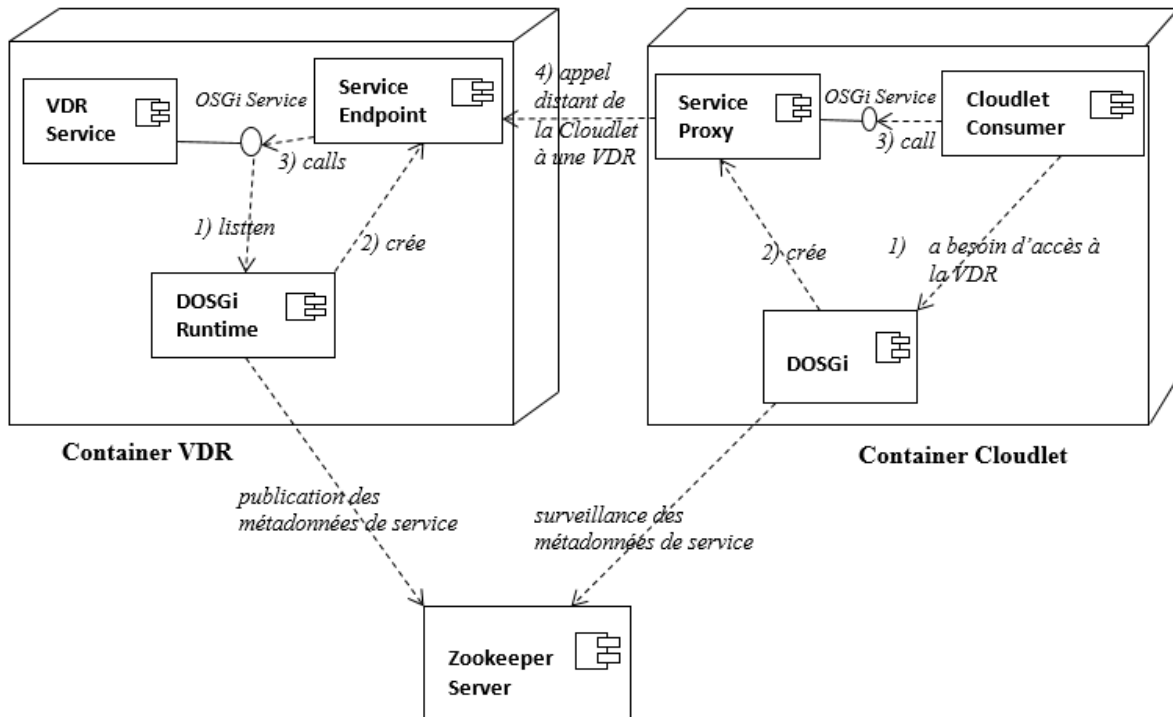 VDR
Service
OSGi Service
Service
Endpoint
3) calls
1) listten
2) crée
DOSGi
Runtime
Container VDR
4) appel
distant de
la Cloudlet
à une VDR
Service
Proxy
OSGi Service
Cloudlet
Consumer
3) call
2) crée
1) a besoin d'accès à
la VDR
DOSGi
Container Cloudlet
publication des
métadonnées de service
surveillance des
métadonnées de service
Zookeeper
Server